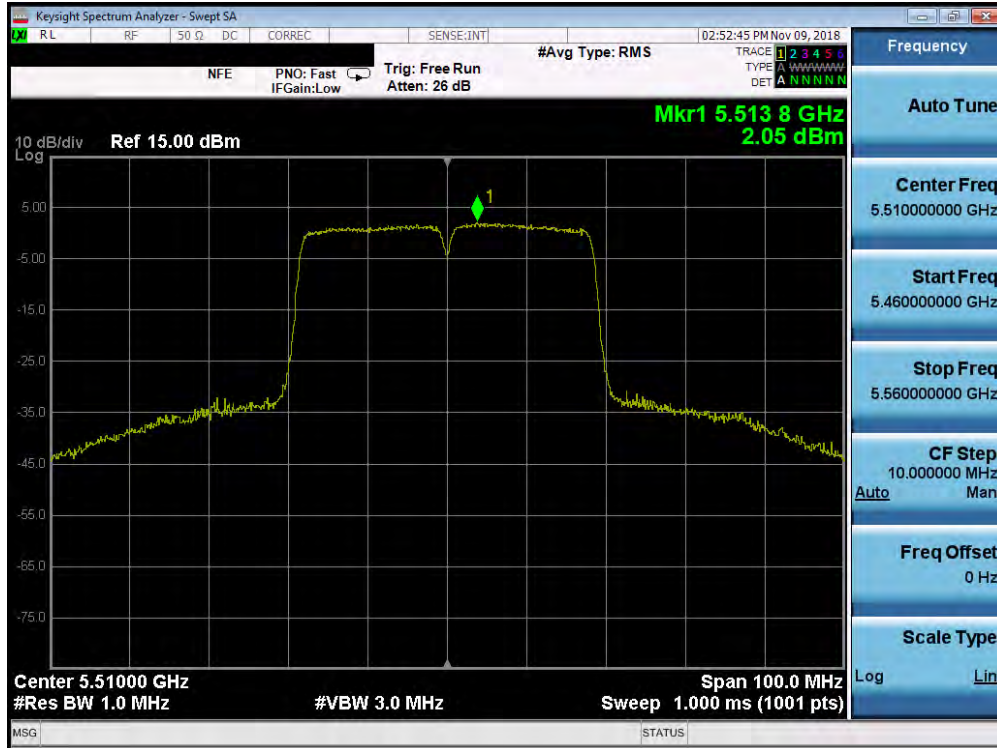 Keysight Spectrum Analyzer - Swept SA
LXI RL RF 50 Ω DC CORREC SENSE:INT 02:52:45 PM Nov 09, 2018
NFE PNO: Fast IFGain:Low Trig: Free Run Atten: 26 dB #Avg Type: RMS
TRACE 1 2 3 4 5 6
TYPE A WWWWW
DET A N N N N N
Mkr1 5.513 8 GHz
2.05 dBm
10 dB/div Ref 15.00 dBm
Log
1
5.00
-5.00
-15.0
-25.0
-35.0
-45.0
-55.0
-65.0
-75.0
Center 5.51000 GHz Span 100.0 MHz
#Res BW 1.0 MHz #VBW 3.0 MHz Sweep 1.000 ms (1001 pts)
MSG STATUS
Frequency
Auto Tune
Center Freq
5.510000000 GHz
Start Freq
5.460000000 GHz
Stop Freq
5.560000000 GHz
CF Step
10.000000 MHz
Auto Man
Freq Offset
0 Hz
Scale Type
Log Lin